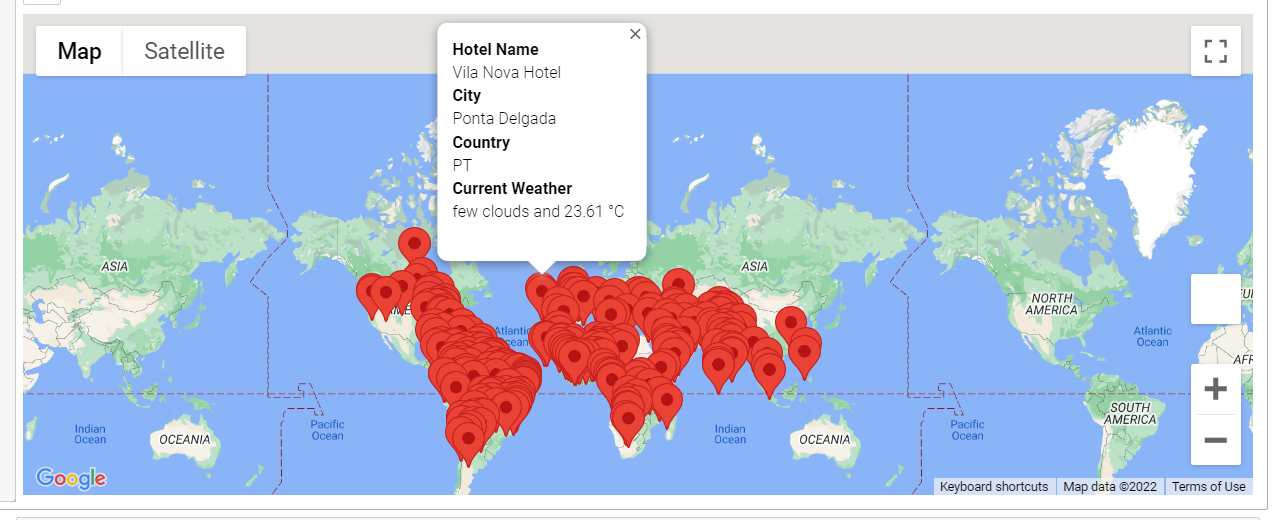 Map
Satellite
Hotel Name
Vila Nova Hotel
City
Ponta Delgada
Country
PT
Current Weather
few clouds and 23.61 °C
ASIA
ASIA
NORTH
AMERICA
Atlantic
Atlantic
Ocean
SOUTH
AMERICA
Indian
Ocean
OCEANIA
Pacific
Ocean
Indian
Ocean
OCEANIA
Pacific
Ocean
Google
Keyboard shortcuts
Map data ©2022
Terms of Use